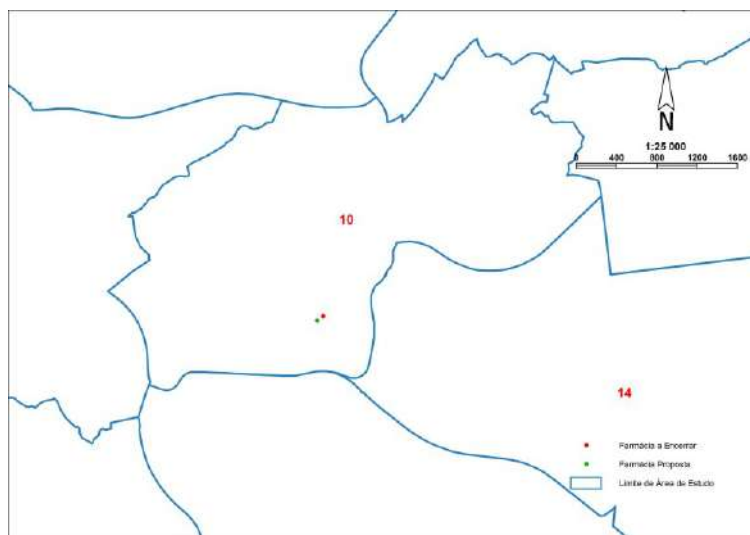 N
1:25 000
0 400 800 1200 1600
10
14
Farmácia a Encerrar
Farmácia Proposta
Limite de Área de Estudo